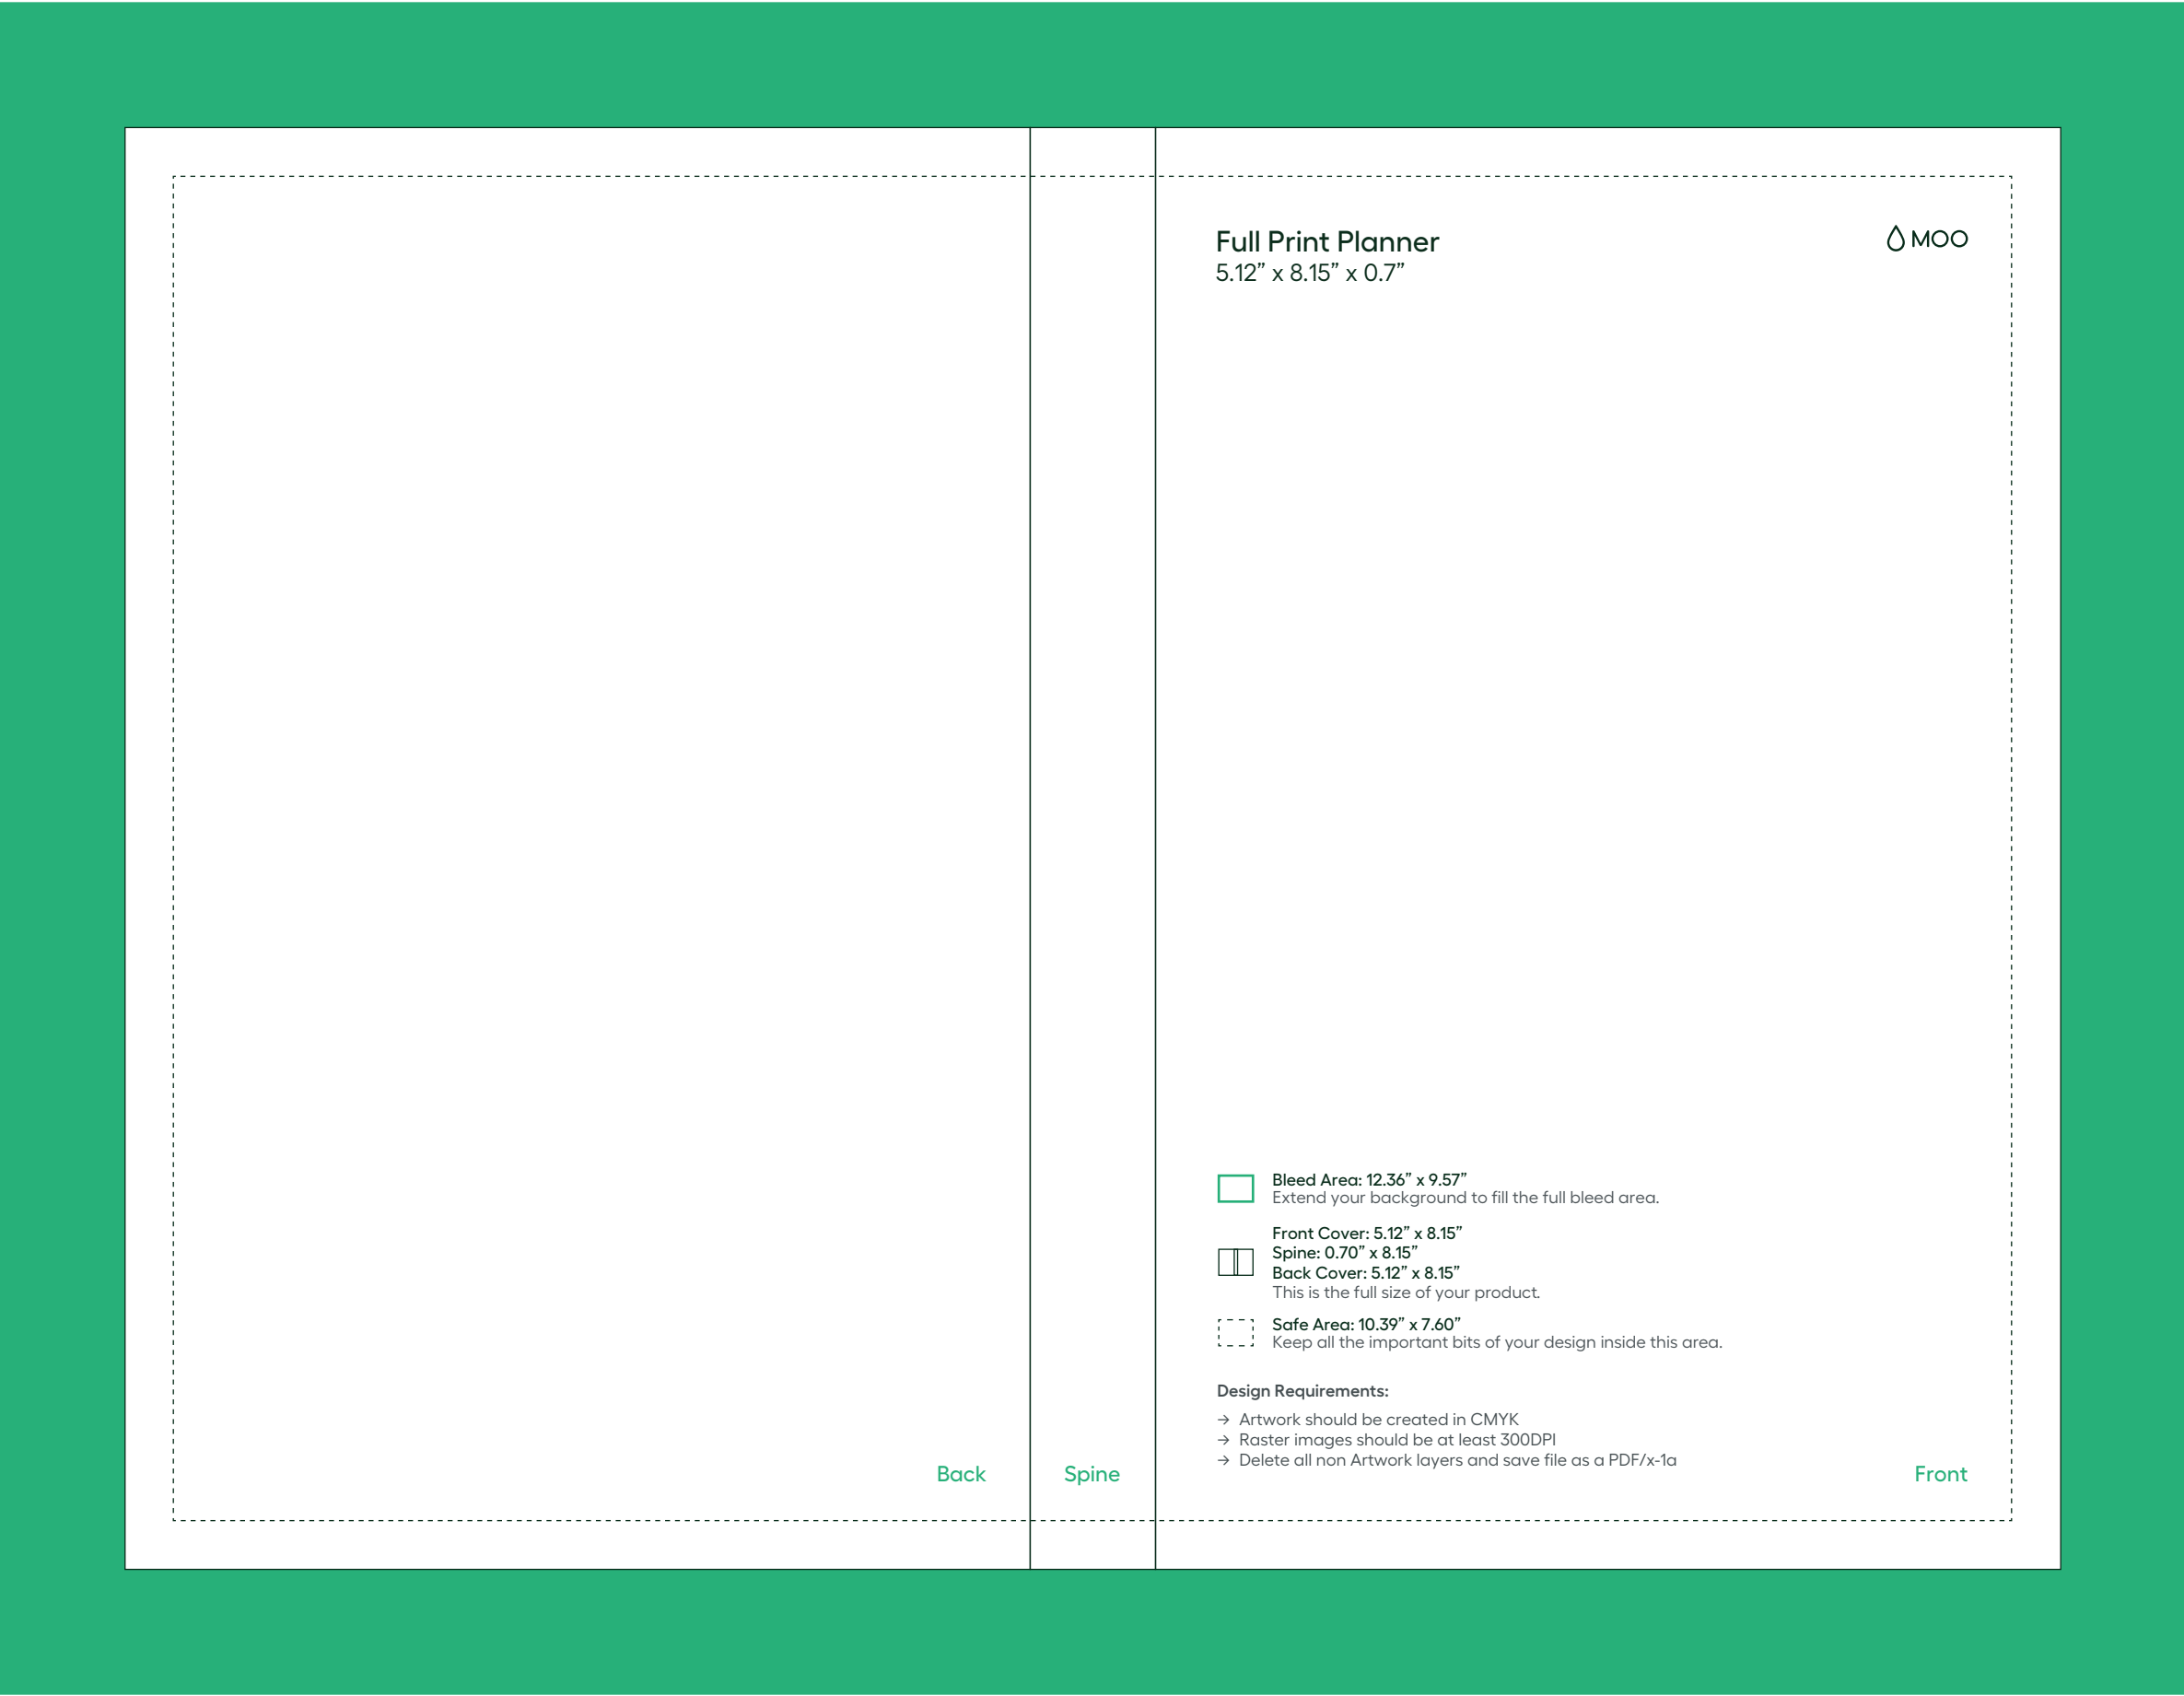 Full Print Planner
MOO
5.12” x 8.15” x 0.7”
Bleed Area: 12.36” x 9.57”
Extend your background to fill the full bleed area.
Front Cover: 5.12” x 8.15”
Spine: 0.70” x 8.15”
Back Cover: 5.12” x 8.15”
This is the full size of your product.
Safe Area: 10.39” x 7.60”
Keep all the important bits of your design inside this area.
Design Requirements:
→ Artwork should be created in CMYK
→ Raster images should be at least 300DPI
→ Delete all non Artwork layers and save file as a PDF/x-1a
Back
Spine
Front